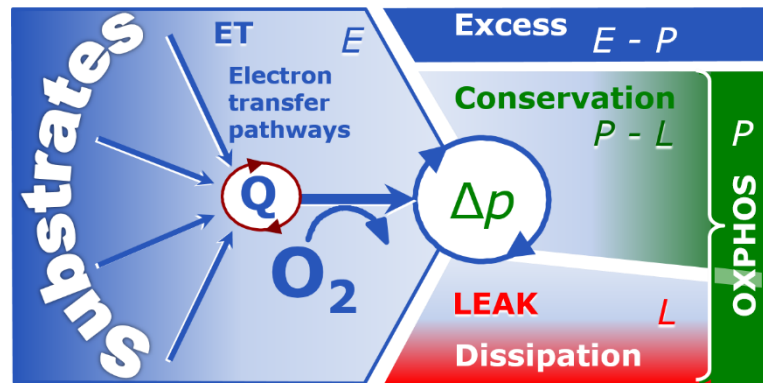 Substrates
ET
E
Electron
transfer
pathways
Q
O2
Δp
Excess
E - P
Conservation
P - L
P
OXPHOS
LEAK
L
Dissipation